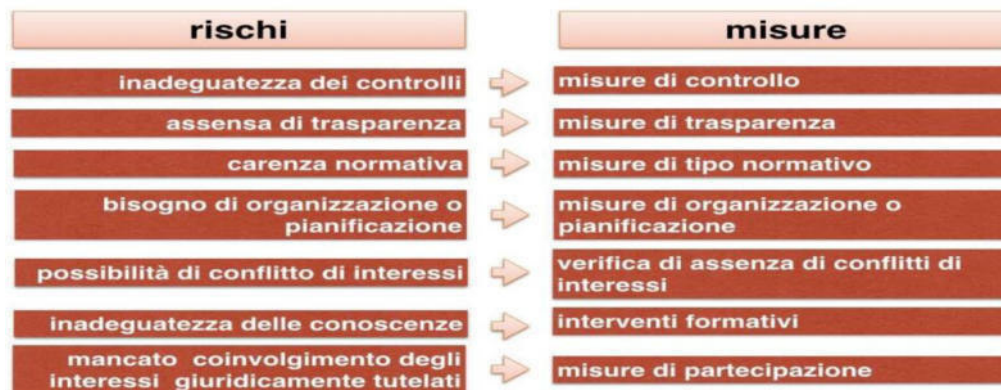 rischi
misure
inadeguatezza dei controlli
misure di controllo
assensa di trasparenza
misure di trasparenza
carenza normativa
misure di tipo normativo
bisogno di organizzazione o
pianificazione
misure di organizzazione o
pianificazione
possibilità di conflitto di interessi
verifica di assenza di conflitti di
interessi
inadeguatezza delle conoscenze
interventi formativi
mancato coinvolgimento degli
interessi giuridicamente tutelati
misure di partecipazione